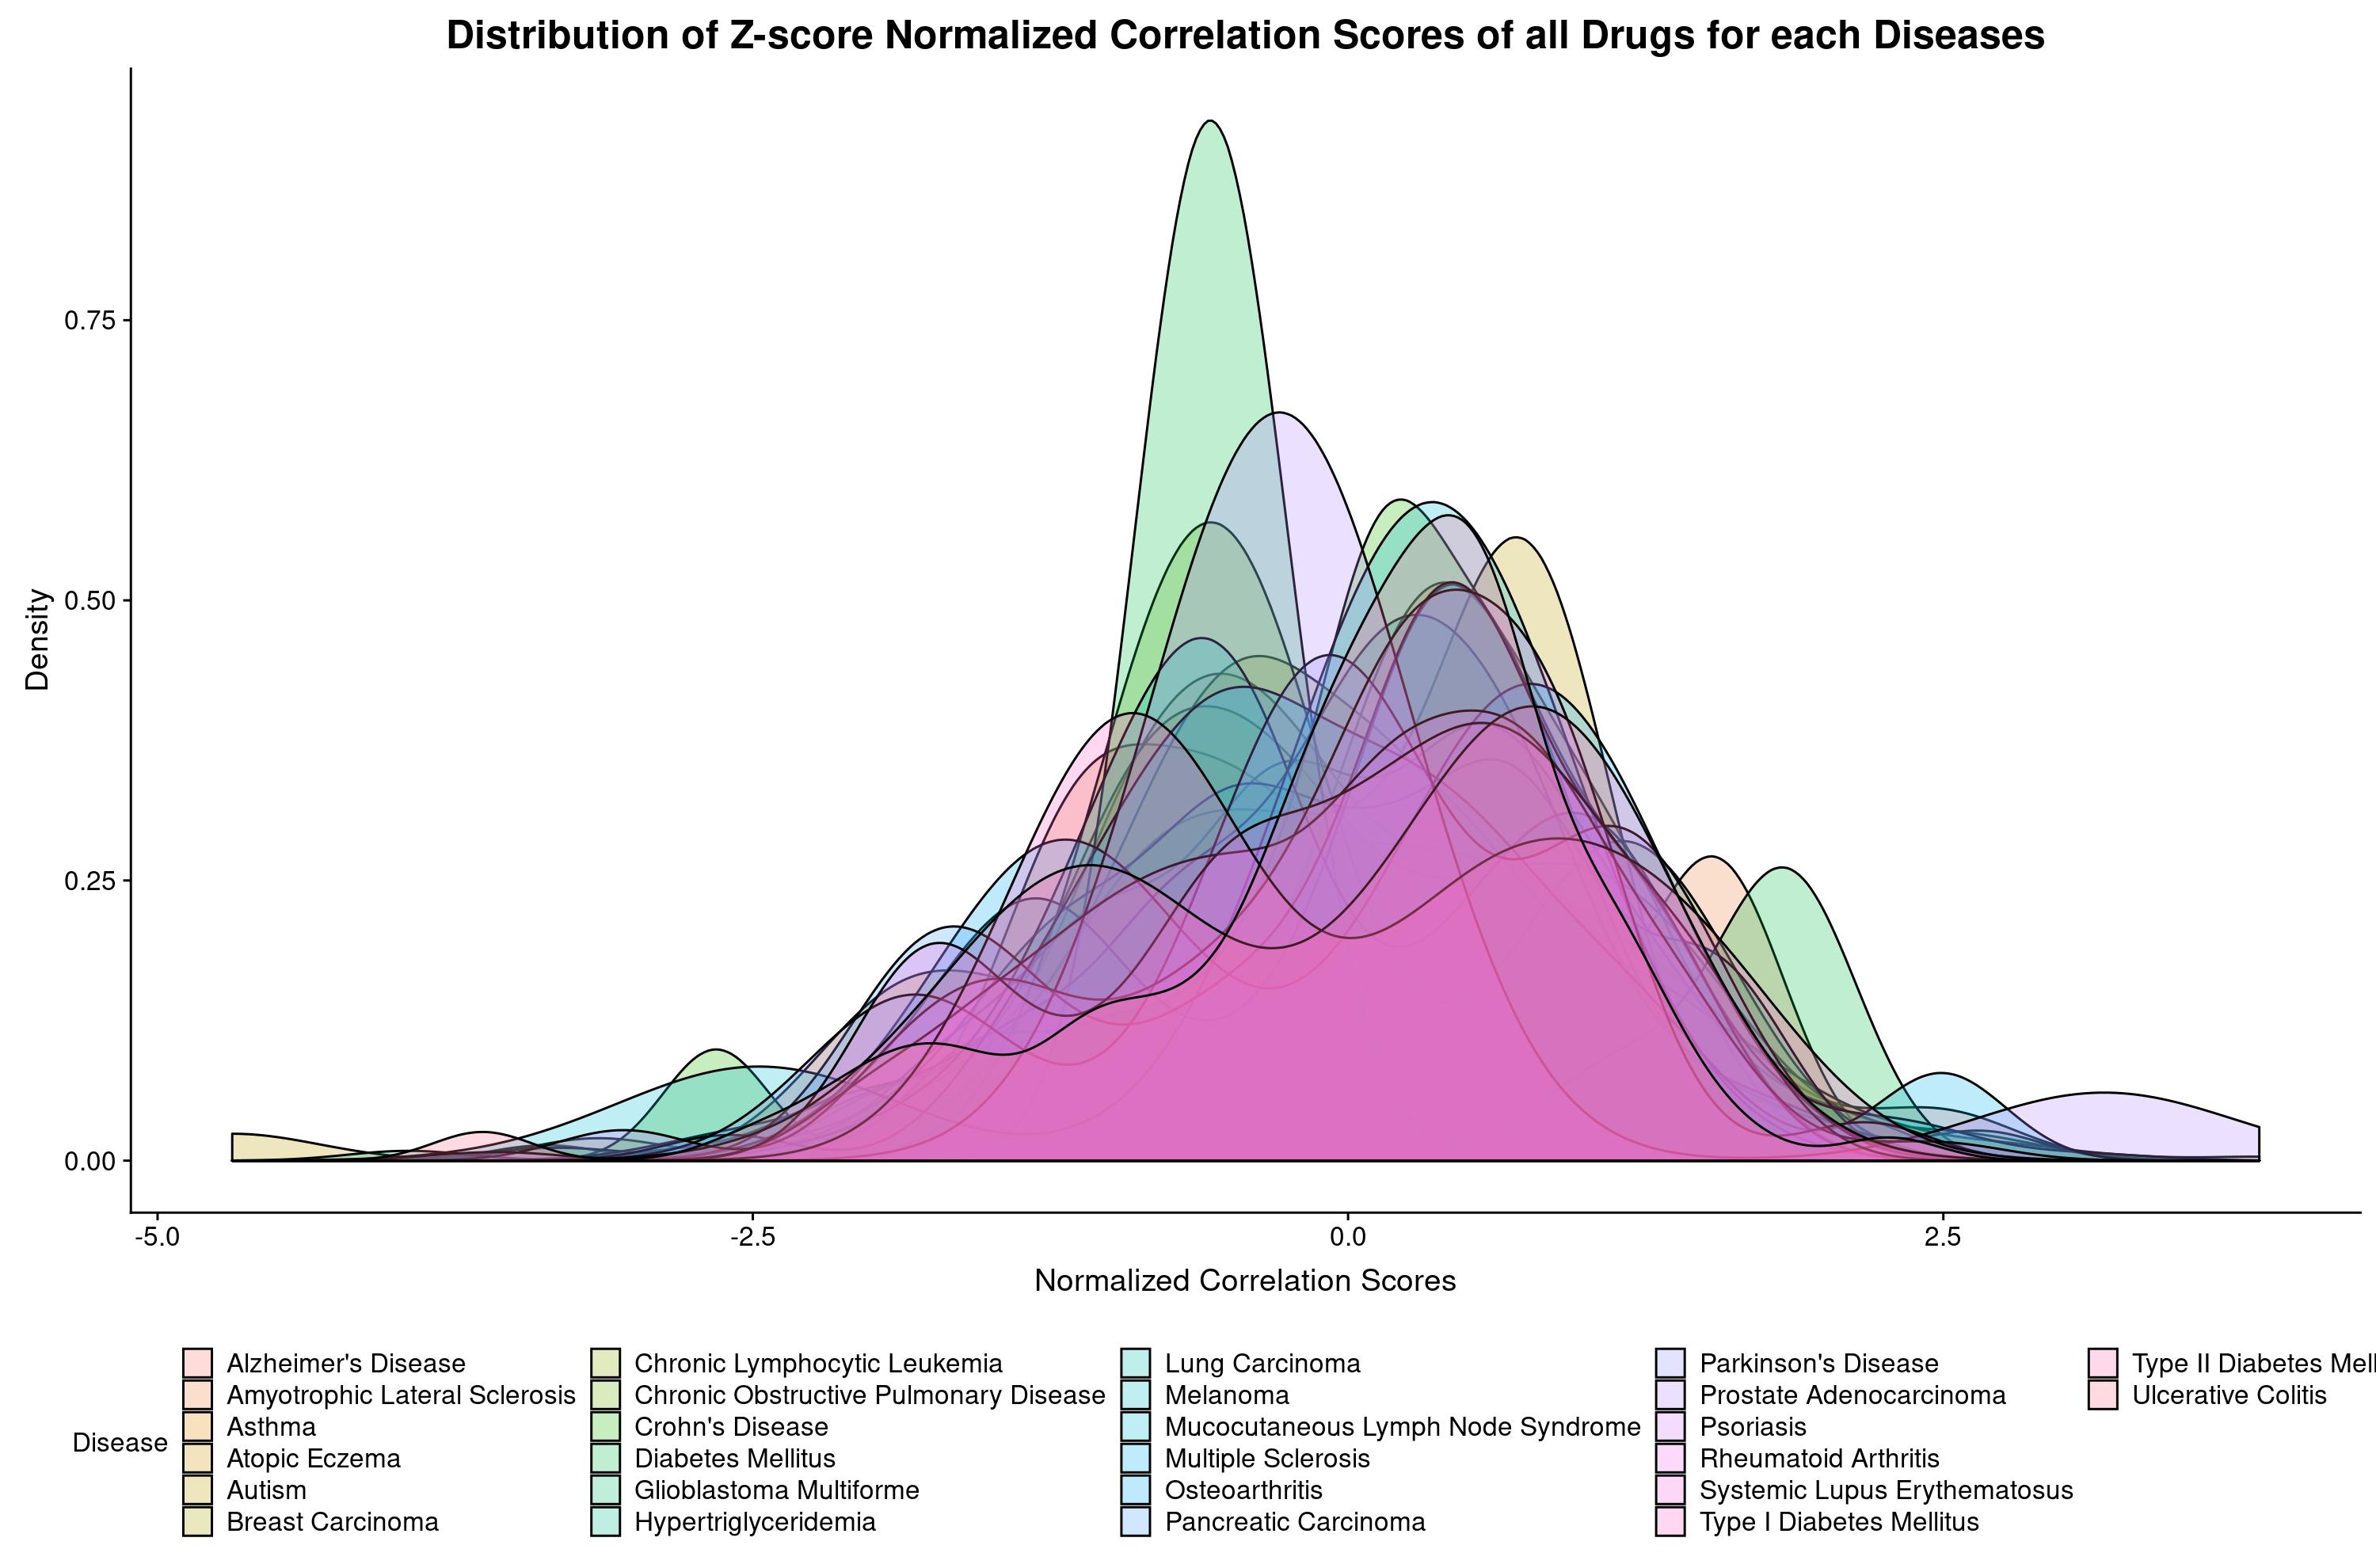 Distribution of Z-score Normalized Correlation Scores of all Drugs for each Diseases
Density
0.75
0.50
0.25
0.00
-5.0 -2.5 0.0 2.5
Normalized Correlation Scores
Disease
Alzheimer's Disease
Amyotrophic Lateral Sclerosis
Asthma
Atopic Eczema
Autism
Breast Carcinoma
Chronic Lymphocytic Leukemia
Chronic Obstructive Pulmonary Disease
Crohn's Disease
Diabetes Mellitus
Glioblastoma Multiforme
Hypertriglyceridemia
Lung Carcinoma
Melanoma
Mucocutaneous Lymph Node Syndrome
Multiple Sclerosis
Osteoarthritis
Pancreatic Carcinoma
Parkinson's Disease
Prostate Adenocarcinoma
Psoriasis
Rheumatoid Arthritis
Systemic Lupus Erythematosus
Type I Diabetes Mellitus
Type II Diabetes Mell
Ulcerative Colitis